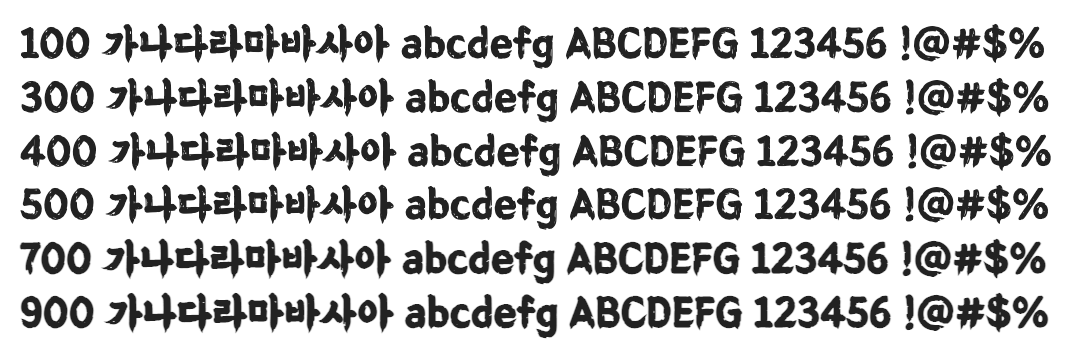 100 가나다라마바사아 abcdefg ABCDEFG 123456 !@#$%
300 가나다라마바사아 abcdefg ABCDEFG 123456 !@#$%
400 가나다라마바사아 abcdefg ABCDEFG 123456 !@#$%
500 가나다라마바사아 abcdefg ABCDEFG 123456 !@#$%
700 가나다라마바사아 abcdefg ABCDEFG 123456 !@#$%
900 가나다라마바사아 abcdefg ABCDEFG 123456 !@#$%